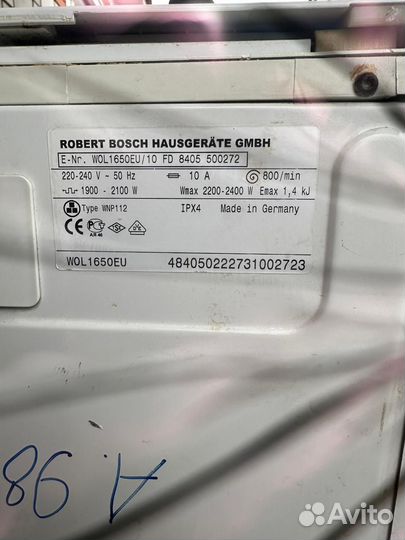 ROBERT BOSCH HAUSGERÄTE GMBH
E-Nr. WOL1650EU/10 FD 8405 500272
220-240 V ~ 50 Hz 10 A 800/min
1900 - 2100 W Wmax 2200-2400 W Emax 1,4 kJ
Type WNP112 IPX4 Made in Germany
WOL1650EU 484050222731002723
А 98
Avito